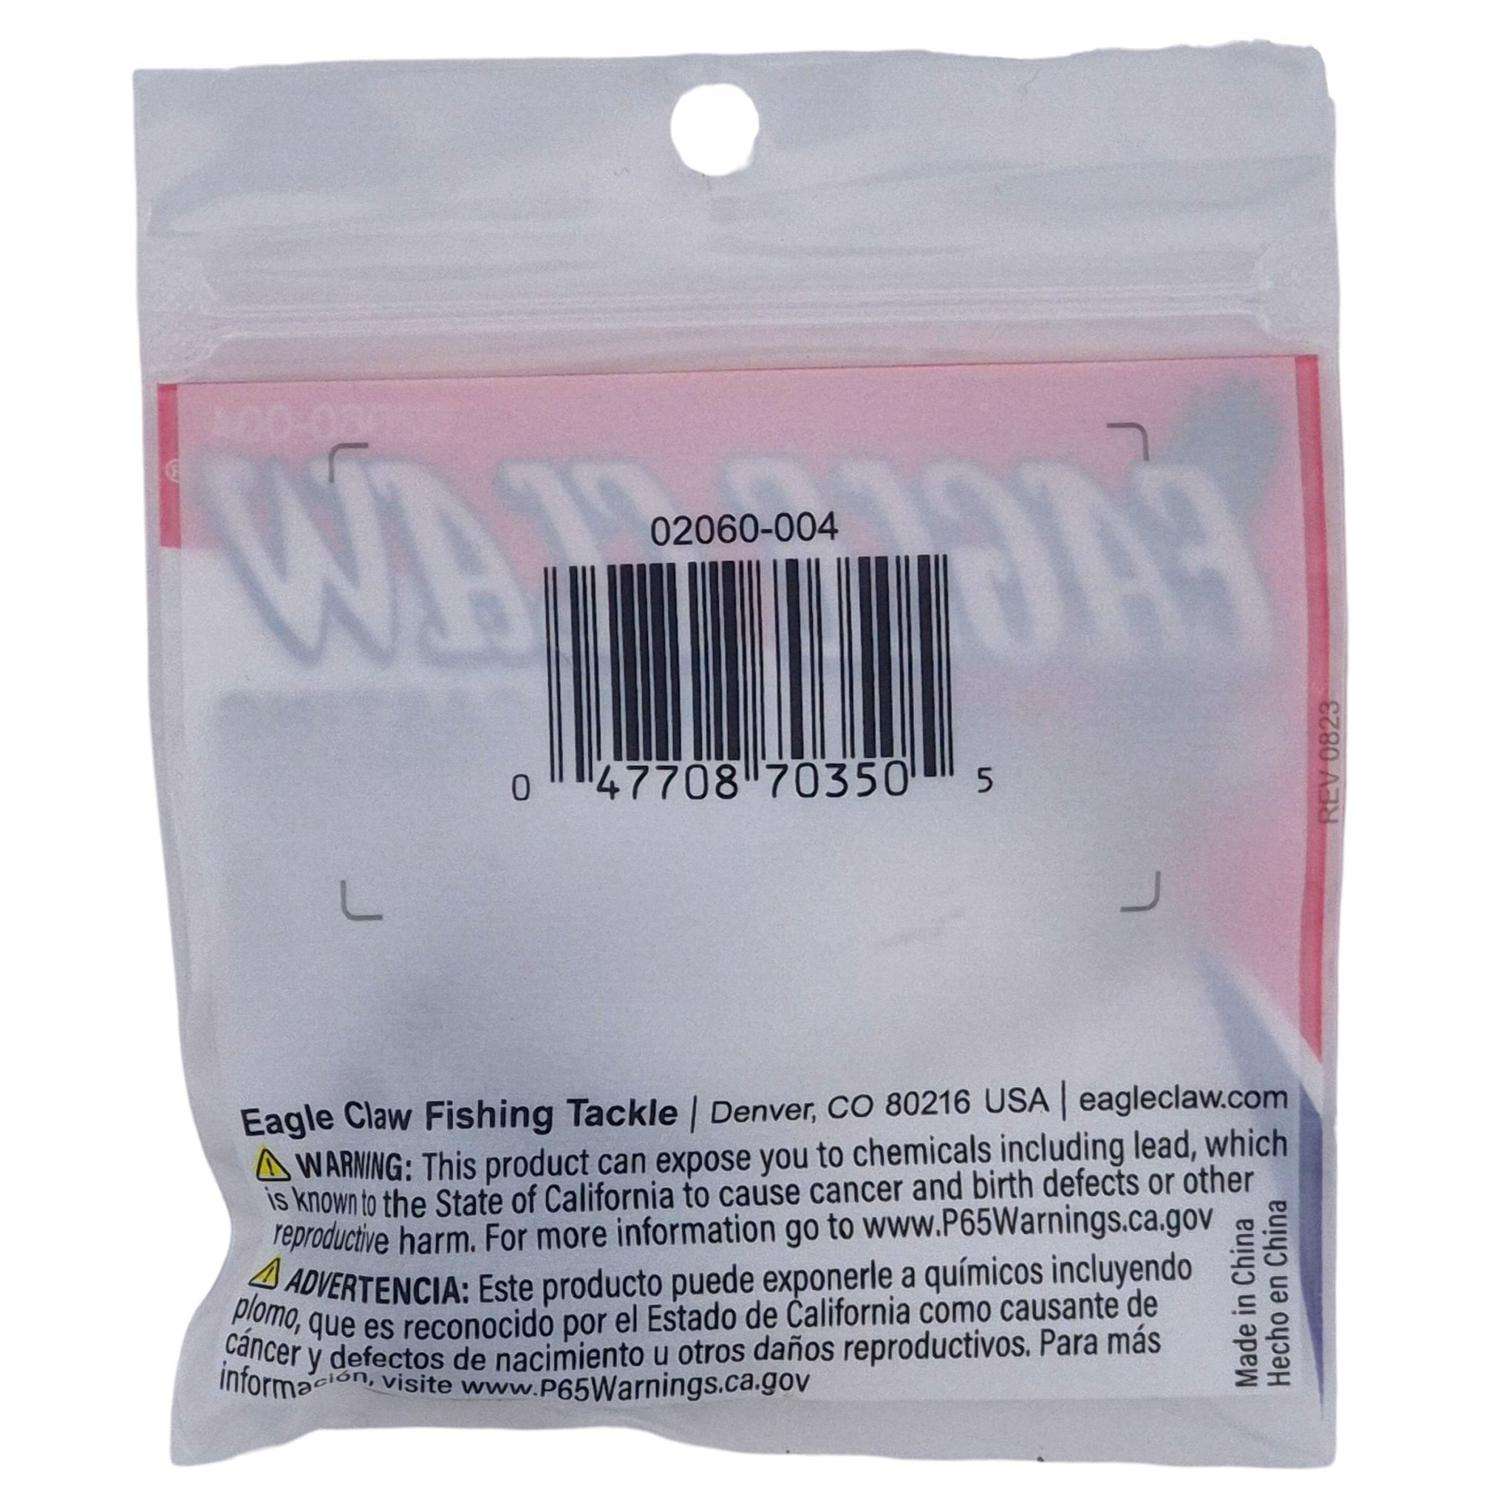 EAGLE CLAW
®
02060-004
0 47708 70350 5
REV 0823
Eagle Claw Fishing Tackle | Denver, CO 80216 USA | eagleclaw.com
WARNING: This product can expose you to chemicals including lead, which
is known to the State of California to cause cancer and birth defects or other
reproductive harm. For more information go to www.P65Warnings.ca.gov
ADVERTENCIA: Este producto puede exponerle a químicos incluyendo
plomo, que es reconocido por el Estado de California como causante de
cáncer y defectos de nacimiento u otros daños reproductivos. Para más
información, visite www.P65Warnings.ca.gov
Made in China
Hecho en China